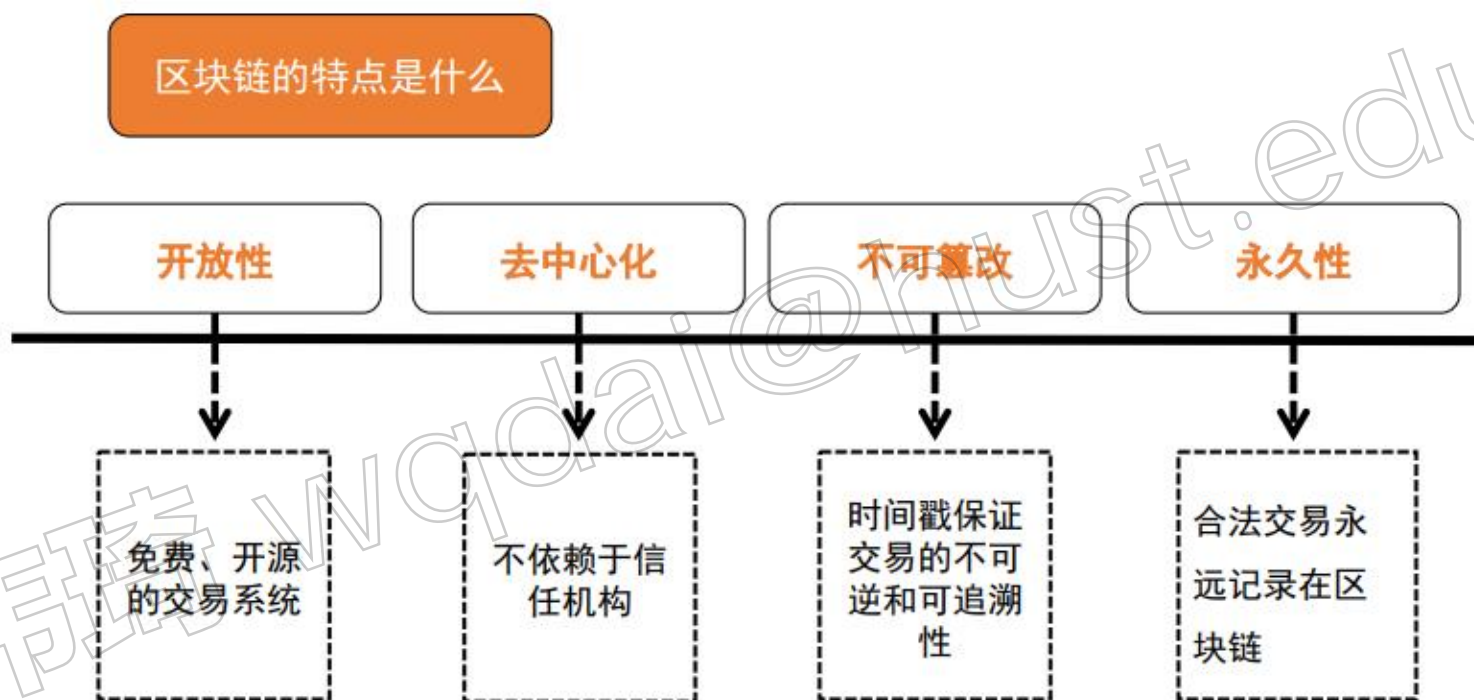 区块链的特点是什么
开放性
去中心化
不可篡改
永久性
免费、开源
的交易系统
不依赖于信
任机构
时间戳保证
交易的不可
逆和可追溯
性
合法交易永
远记录在区
块链
琦 wqdai@njust.edu